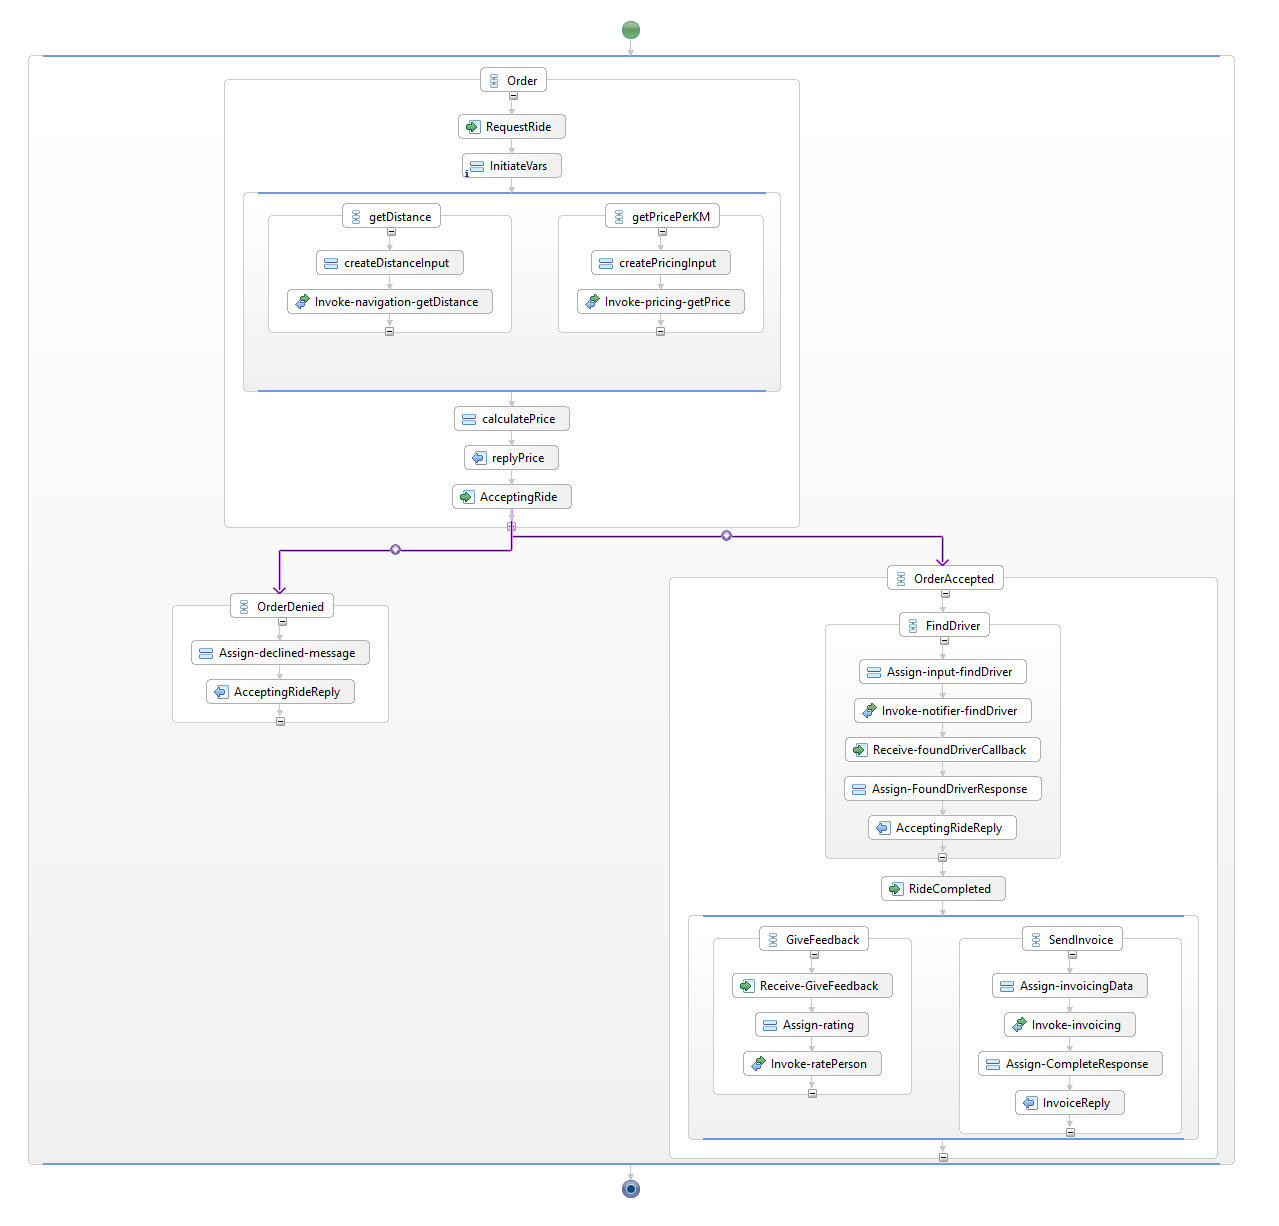 Order
RequestRide
InitiateVars
getDistance
createDistanceInput
Invoke-navigation-getDistance
getPricePerKM
createPricingInput
Invoke-pricing-getPrice
calculatePrice
replyPrice
AcceptingRide
OrderDenied
Assign-declined-message
AcceptingRideReply
OrderAccepted
FindDriver
Assign-input-findDriver
Invoke-notifier-findDriver
Receive-foundDriverCallback
Assign-FoundDriverResponse
AcceptingRideReply
RideCompleted
GiveFeedback
Receive-GiveFeedback
Assign-rating
Invoke-ratePerson
SendInvoice
Assign-invoicingData
Invoke-invoicing
Assign-CompleteResponse
InvoiceReply